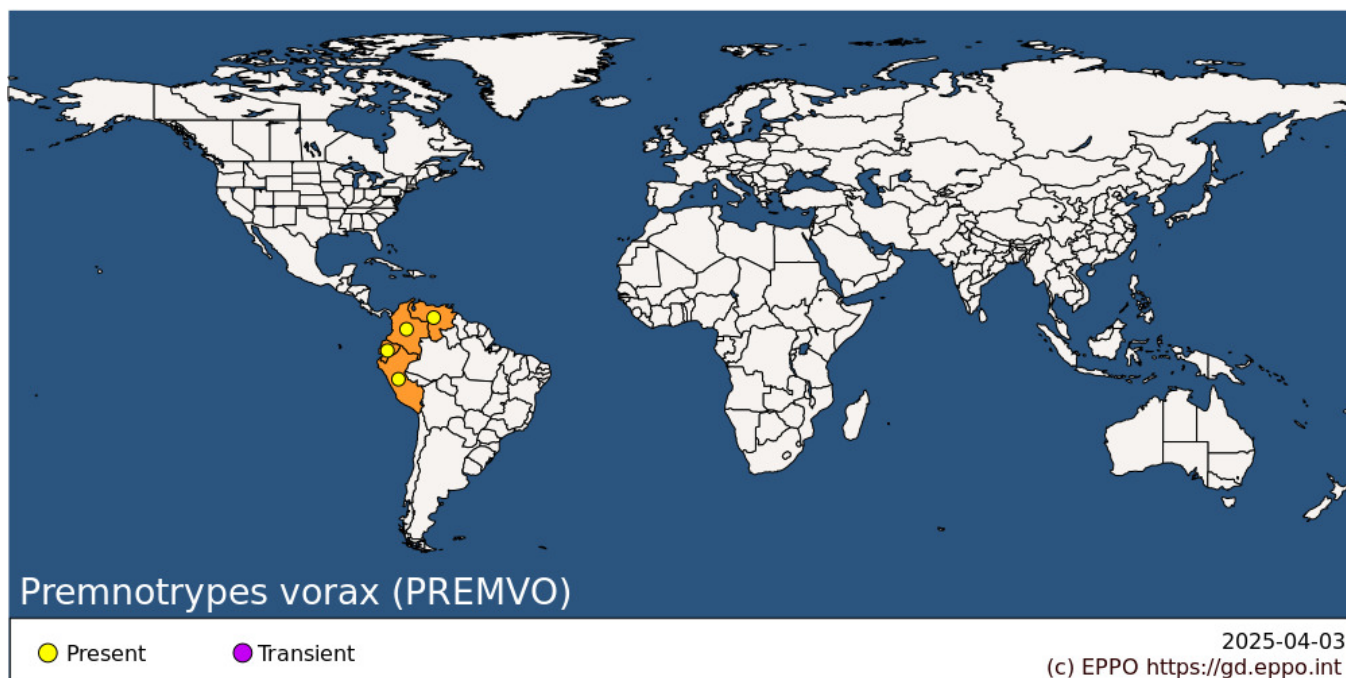 Premnotrypes vorax (PREMVO)
Present
Transient
2025-04-03
(c) EPPO https://gd.eppo.int